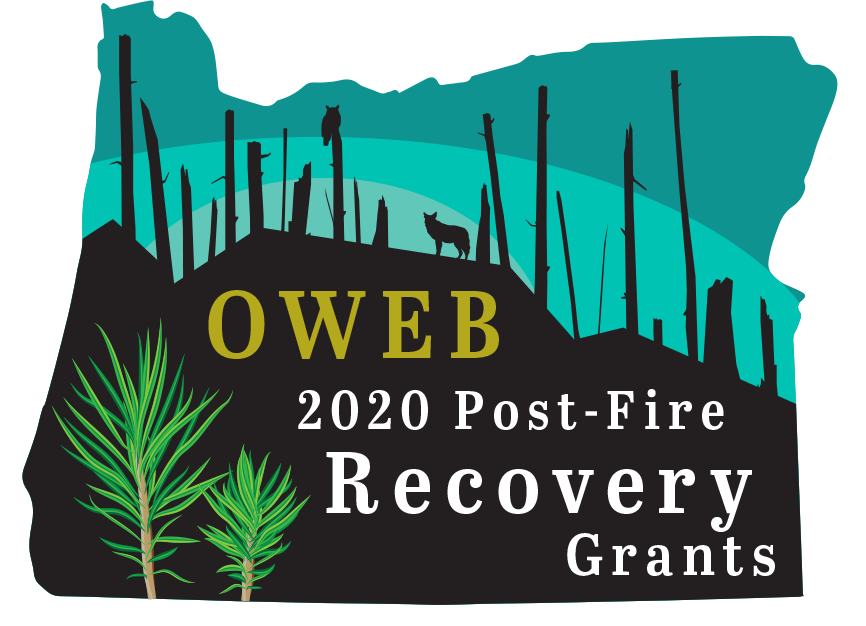 OWEB
2020 Post-Fire
Recovery
Grants